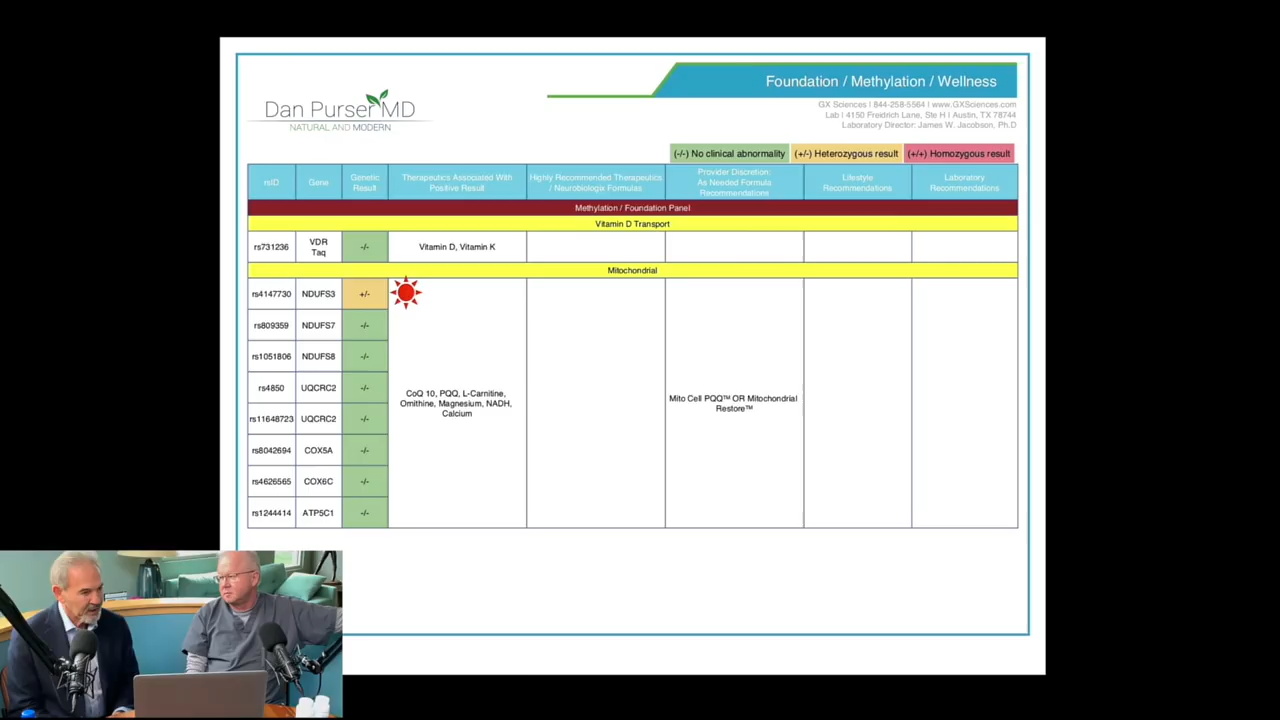 Dan Purser MD
NATURAL AND MODERN
Foundation / Methylation / Wellness
GX Sciences I 844-258-5564 I www.GXSciences.com
Lab I 4150 Freidrich Lane, Ste H I Austin, TX 78744
Laboratory Director: James W. Jacobson, Ph.D
(-/-) No clinical abnormality
(+/-) Heterozygous result
(+/+) Homozygous result
rsID
Gene
Genetic
Result
Therapeutics Associated With
Positive Result
Highly Recommended Therapeutics
/ Neurobiologix Formulas
Provider Discretion:
As Needed Formula
Recommendations
Lifestyle
Recommendations
Laboratory
Recommendations
Methylation / Foundation Panel
Vitamin D Transport
rs731236
VDR
Taq
-/-
Vitamin D, Vitamin K
Mitochondrial
rs4147730
NDUFS3
+/-
rs809359
NDUFS7
-/-
rs1051806
NDUFS8
-/-
rs4850
UQCRC2
-/-
rs11648723
UQCRC2
-/-
rs8042694
COX5A
-/-
rs4626565
COX6C
-/-
rs1244414
ATP5C1
-/-
CoQ 10, PQQ, L-Carnitine,
Ornithine, Magnesium, NADH,
Calcium
Mito Cell PQQ™ OR Mitochondrial
Restore™